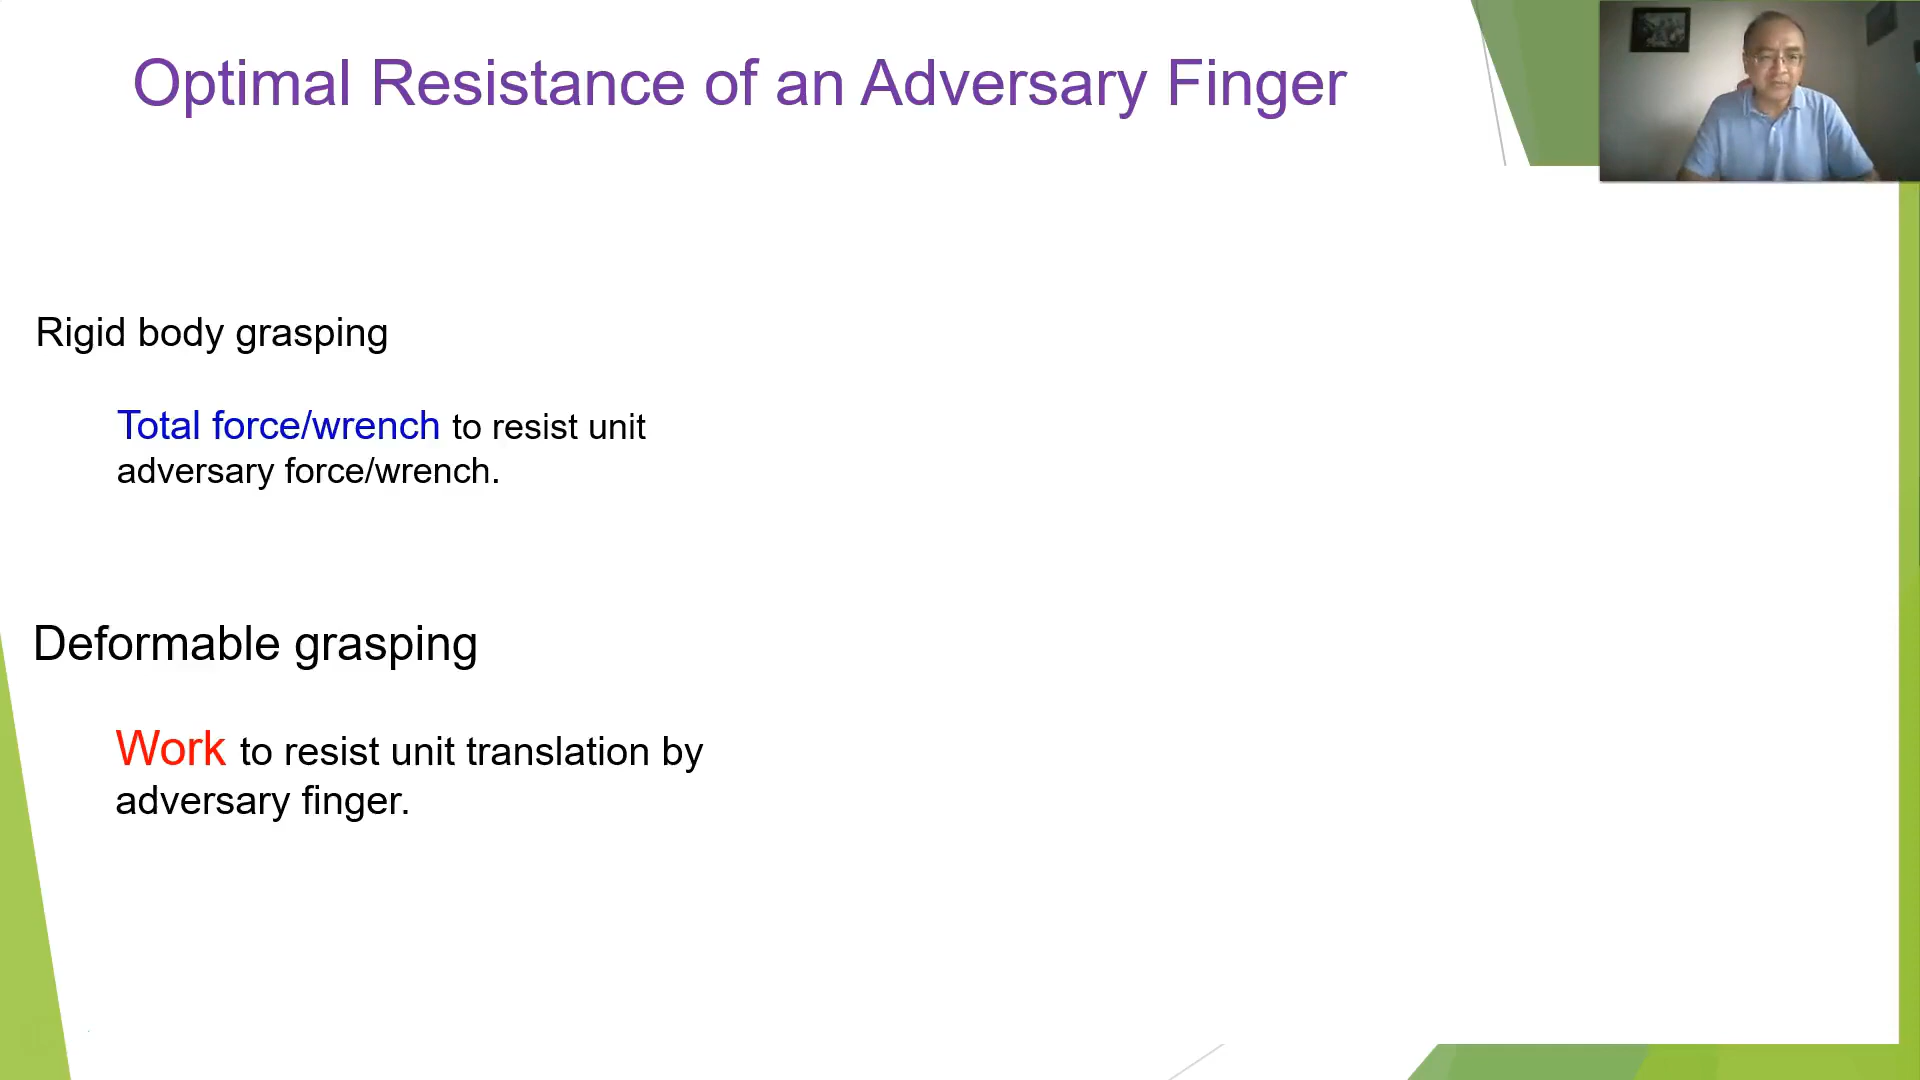 Optimal Resistance of an Adversary Finger
Rigid body grasping
Total force/wrench to resist unit
adversary force/wrench.
Deformable grasping
Work to resist unit translation by
adversary finger.